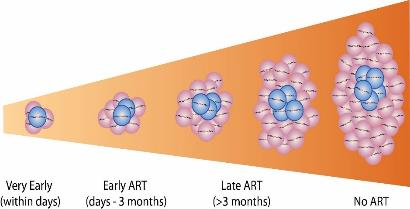 Very Early
(within days)
Early ART
(days - 3 months)
Late ART
(>3 months)
No ART